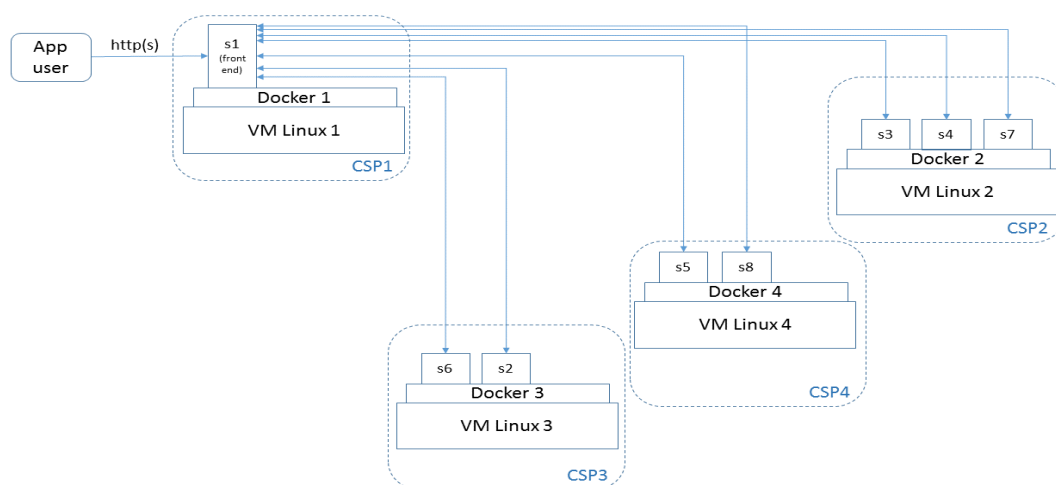 App
user
http(s)
s1
(front
end)
Docker 1
VM Linux 1
CSP1
s3
s4
s7
Docker 2
VM Linux 2
CSP2
s5
s8
Docker 4
VM Linux 4
CSP4
s6
s2
Docker 3
VM Linux 3
CSP3